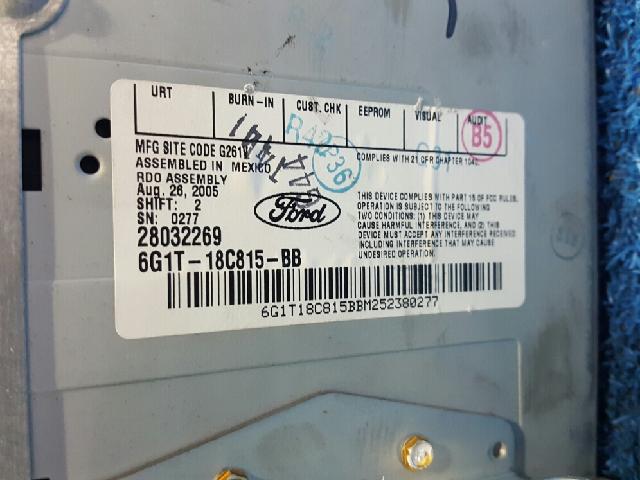 URT BURN-IN CUST. CHK EEPROM VISUAL AUDIT
B5
MFG SITE CODE G261
ASSEMBLED IN MEXICO
RDO ASSEMBLY
Aug. 26, 2005
SHIFT: 2
SN: 0277
28032269
6G1T-18C815-BB
Ford
COMPLIES WITH 21 CFR CHAPTER
THIS DEVICE COMPLIES WITH PART 15 OF FCC RULES.
OPERATION IS SUBJECT TO THE FOLLOWING
TWO CONDITIONS: (1) THIS DEVICE MAY NOT
CAUSE HARMFUL INTERFERENCE, AND (2) THIS
DEVICE MUST ACCEPT ANY INTERFERENCE RECEIVED
INCLUDING INTERFERENCE THAT MAY CAUSE
UNDESIRED OPERATION.
6G1T18C815BBM252380277